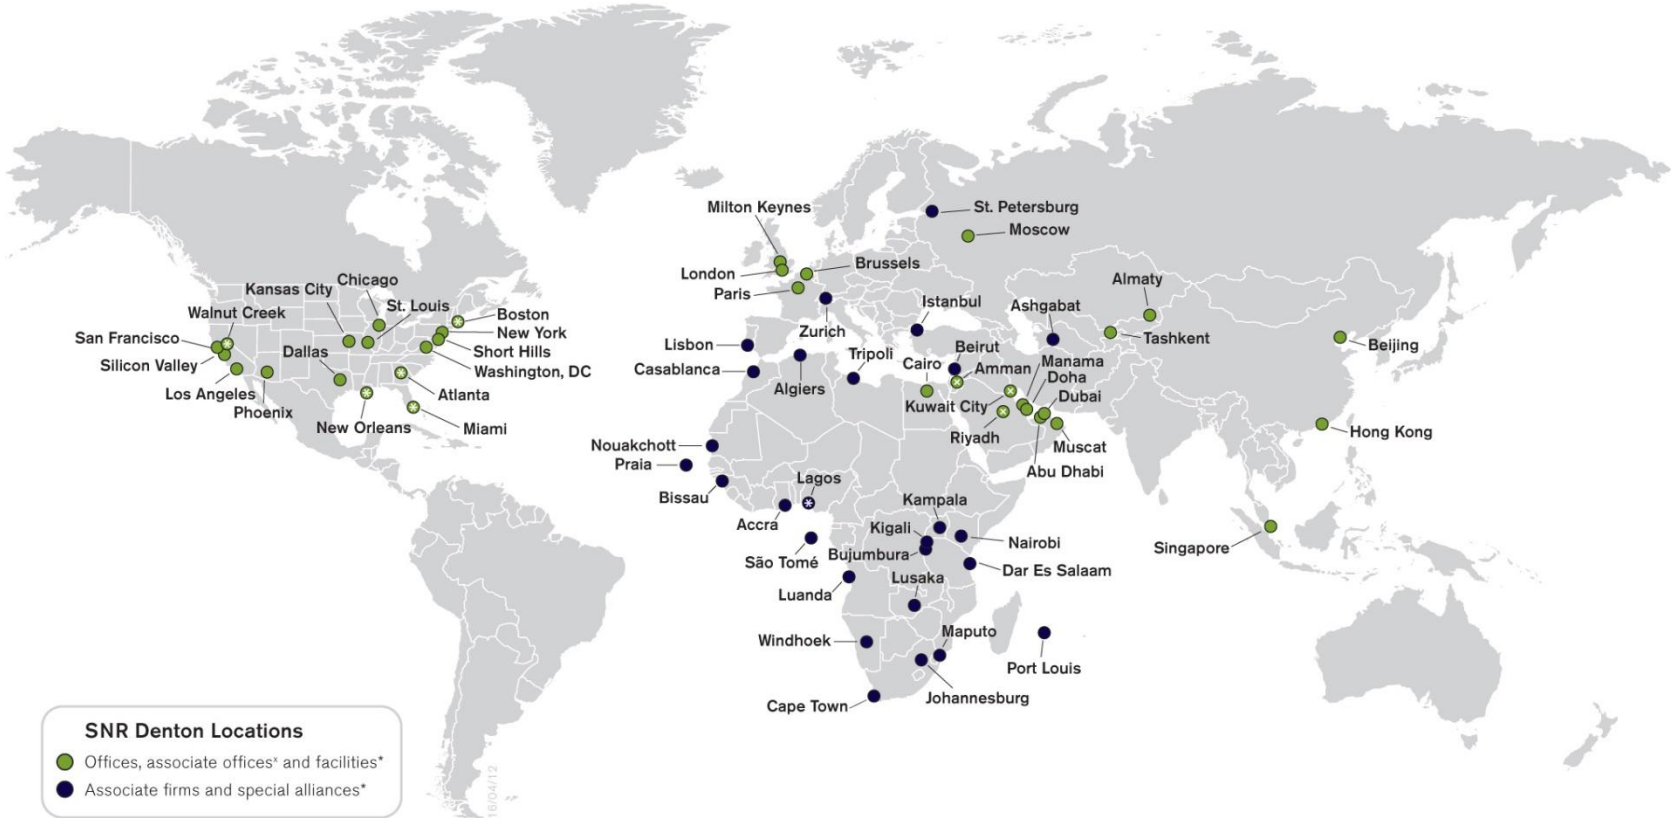 Milton Keynes
St. Petersburg
Moscow
London
Brussels
Paris
Almaty
Chicago
Kansas City
St. Louis
Walnut Creek
Boston
San Francisco
New York
Short Hills
Silicon Valley
Dallas
Washington, DC
Los Angeles
Atlanta
Phoenix
New Orleans
Miami
Zurich
Istanbul
Ashgabat
Tashkent
Beijing
Lisbon
Tripoli
Beirut
Manama
Casablanca
Cairo
Amman
Doha
Algiers
Dubai
Kuwait City
Riyadh
Muscat
Hong Kong
Abu Dhabi
Nouakchott
Praia
Bissau
Lagos
Accra
Kampala
Kigali
Nairobi
Singapore
São Tomé
Bujumbura
Dar Es Salaam
Luanda
Lusaka
Windhoek
Maputo
Port Louis
Cape Town
Johannesburg
SNR Denton Locations
Offices, associate officesˣ and facilities*
Associate firms and special alliances*
16/04/12